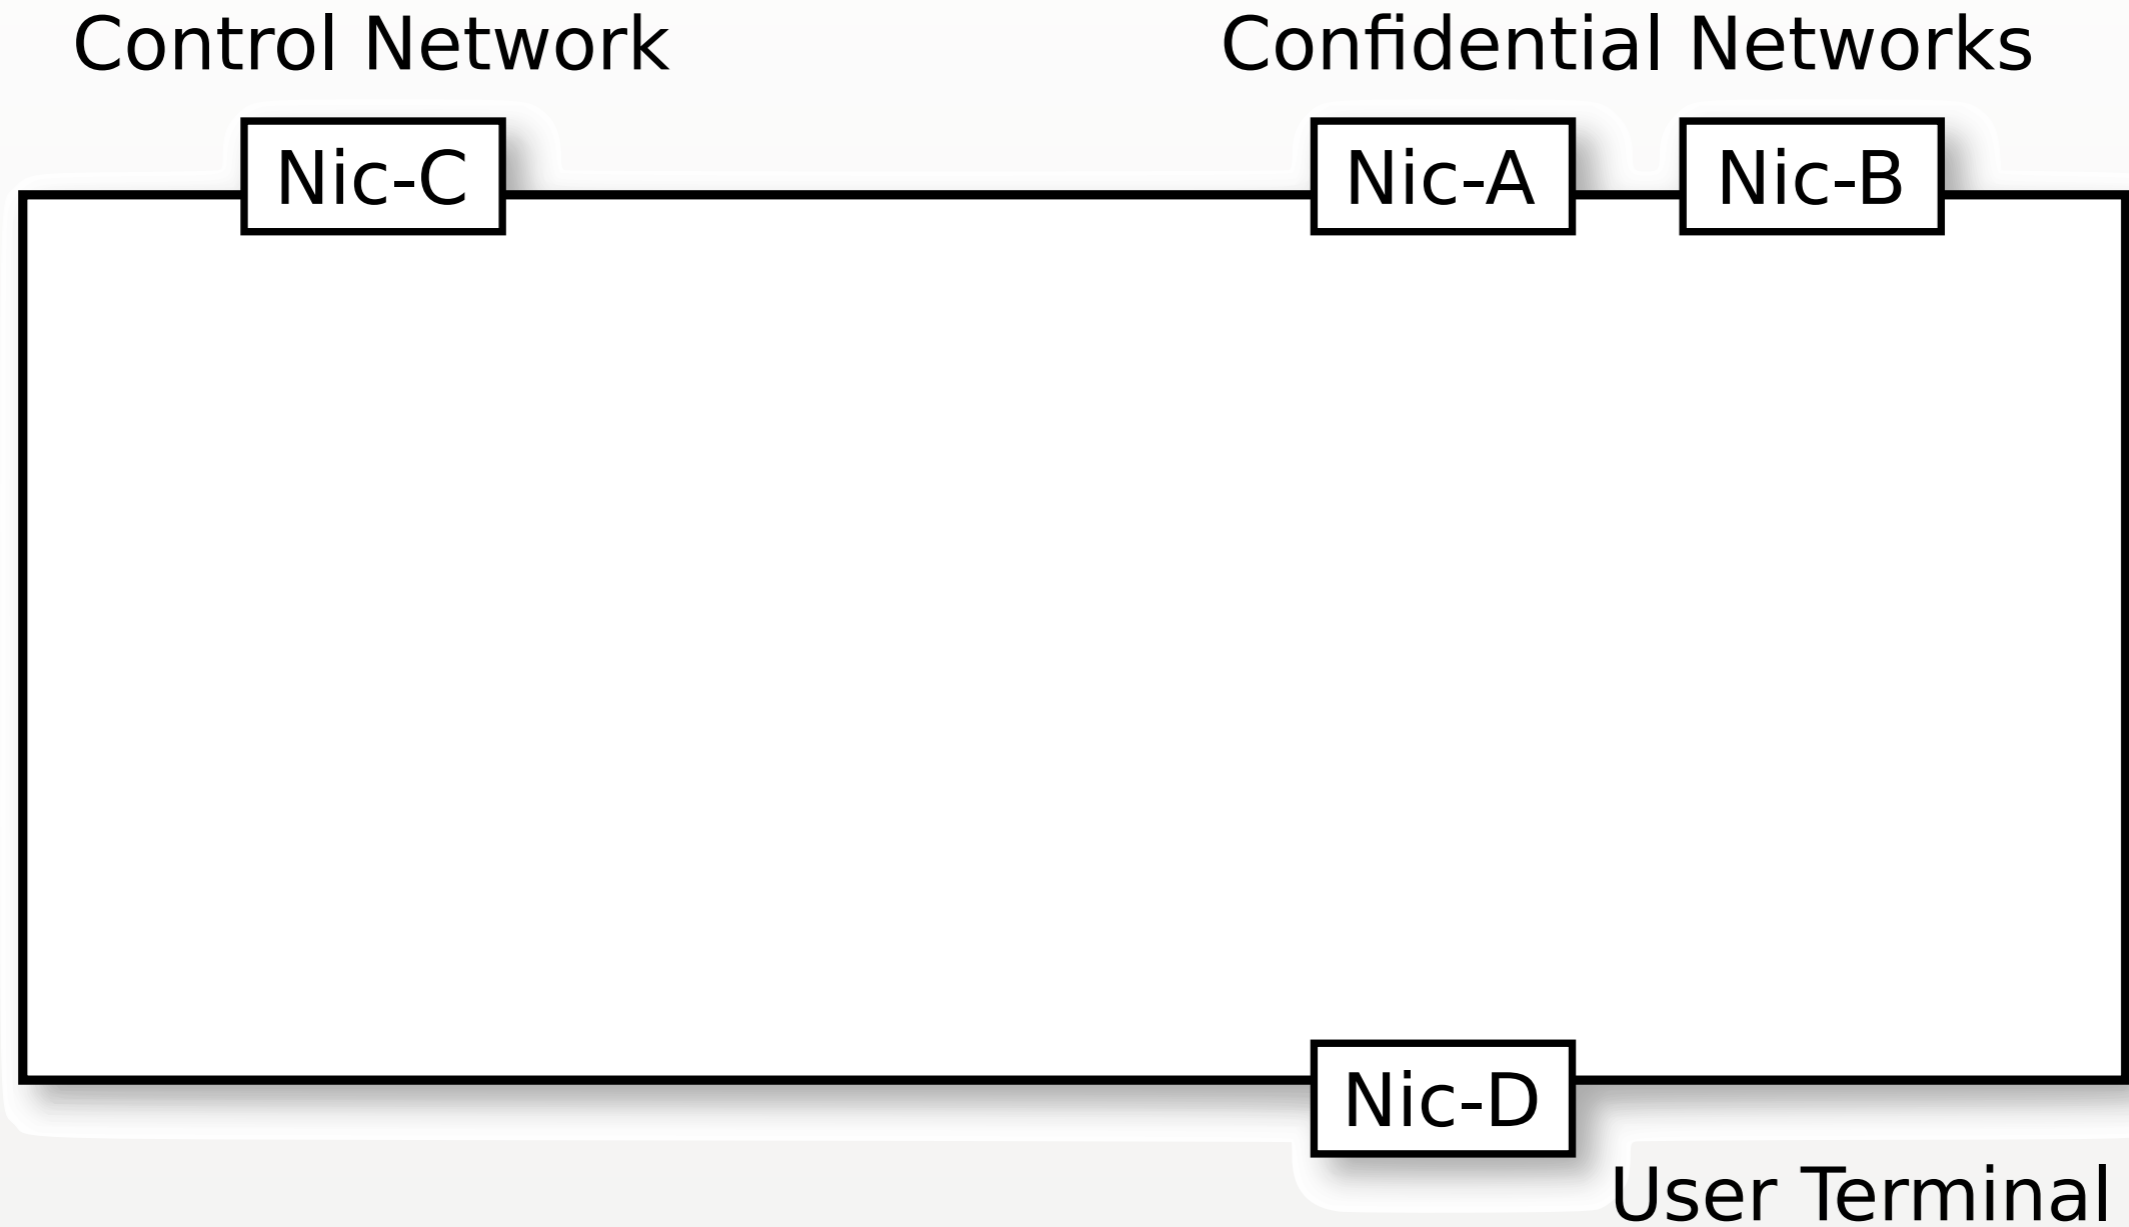 Control Network
Confidential Networks
Nic-C
Nic-A
Nic-B
Nic-D
User Terminal